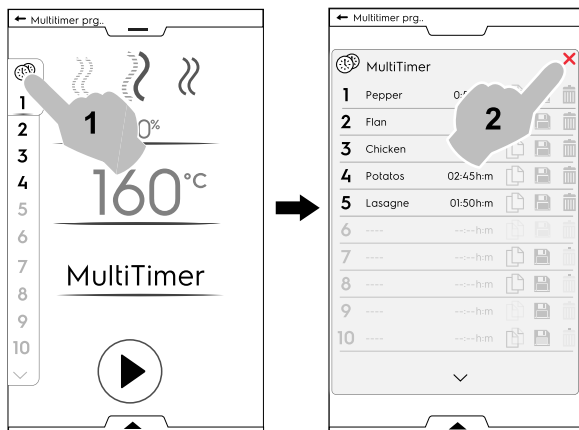 ← Multitimer prg..
1
2
3
4
5
6
7
8
9
10
1
0%
160°C
MultiTimer
← Multitimer prg..
MultiTimer
1 Pepper 0:5
2 Flan
3 Chicken
4 Potatos 02:45h:m
5 Lasagne 01:50h:m
6 ---- --:--h:m
7 ---- --:--h:m
8 ---- --:--h:m
9 ---- --:--h:m
10 ---- --:--h:m
2